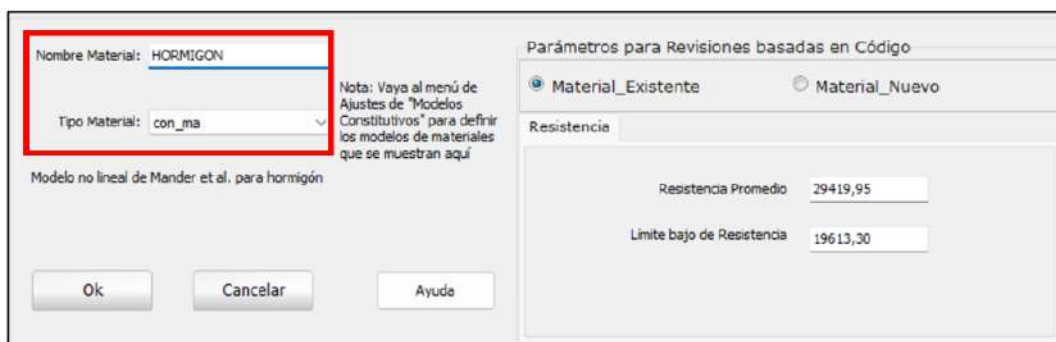 Nombre Material: HORMIGON
Tipo Material: con_ma
Nota: Vaya al menú de
Ajustes de "Modelos
Constitutivos" para definir
los modelos de materiales
que se muestran aquí
Modelo no lineal de Mander et al. para hormigón
Ok Cancelar Ayuda
Parámetros para Revisiones basadas en Código
Material_Existente Material_Nuevo
Resistencia
Resistencia Promedio 29419,95
Limite bajo de Resistencia 19613,30